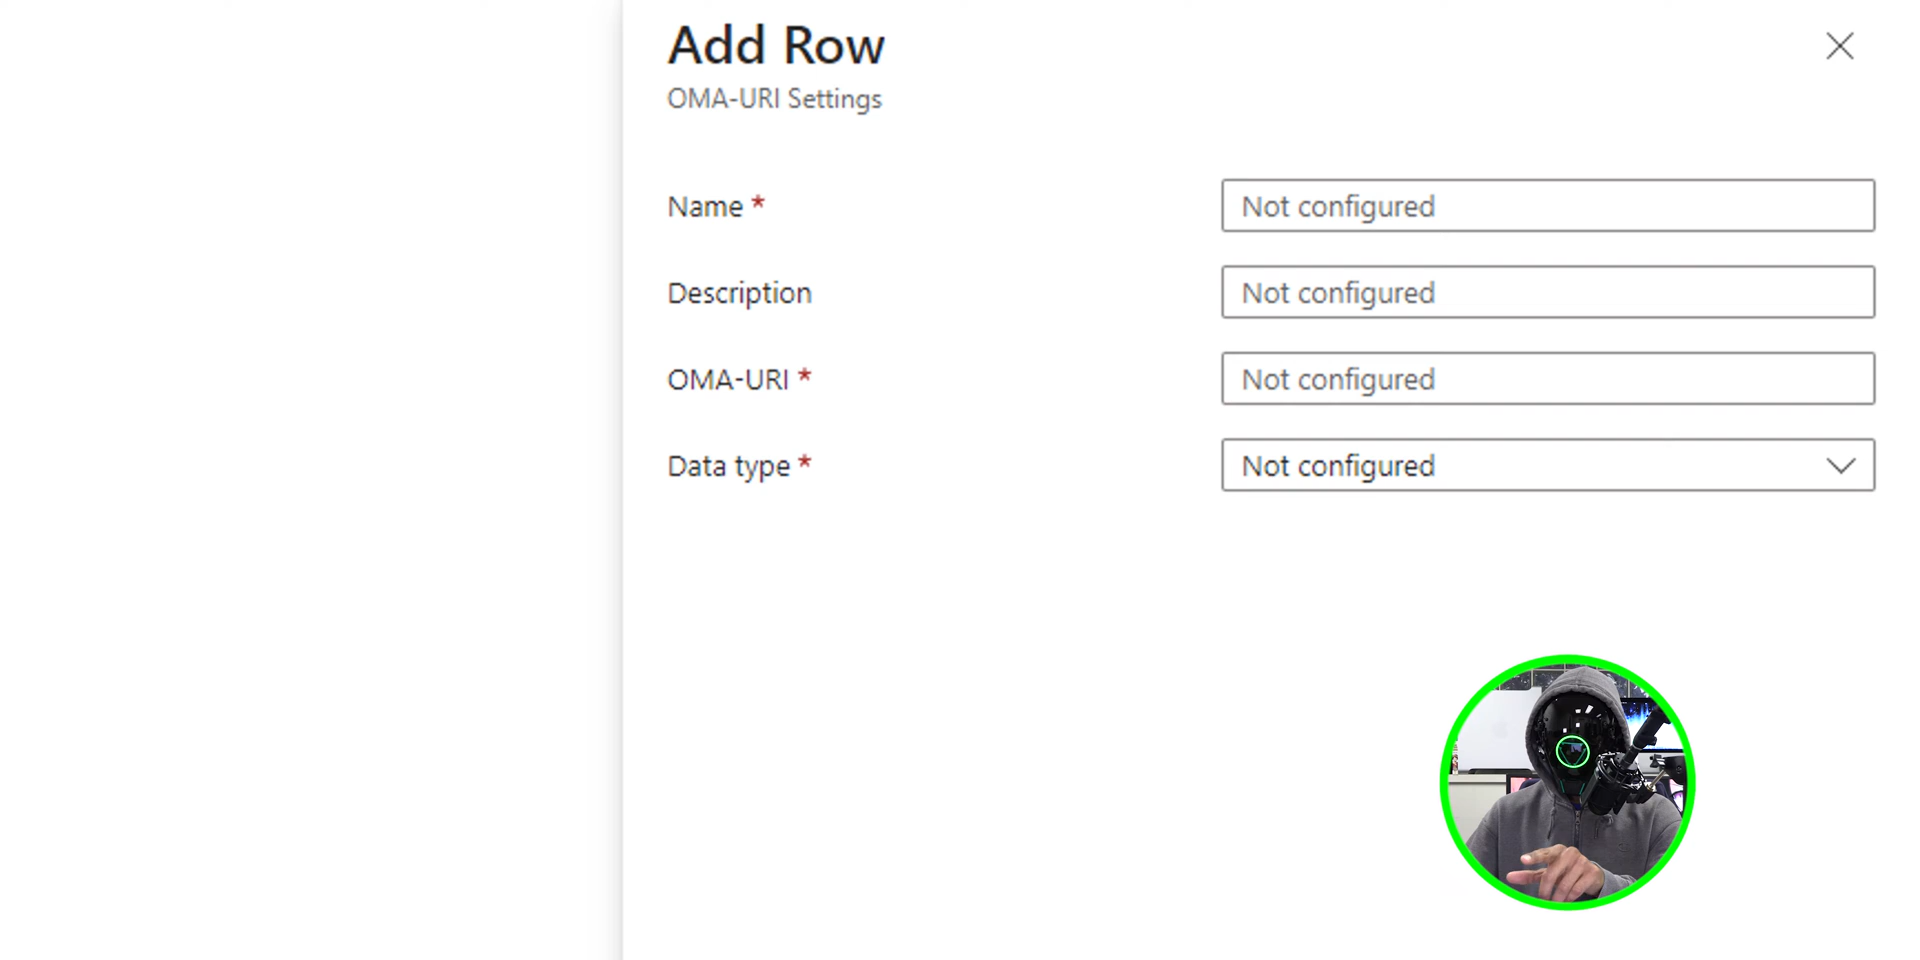 Add Row
OMA-URI Settings
Name *
Not configured
Description
Not configured
OMA-URI *
Not configured
Data type *
Not configured